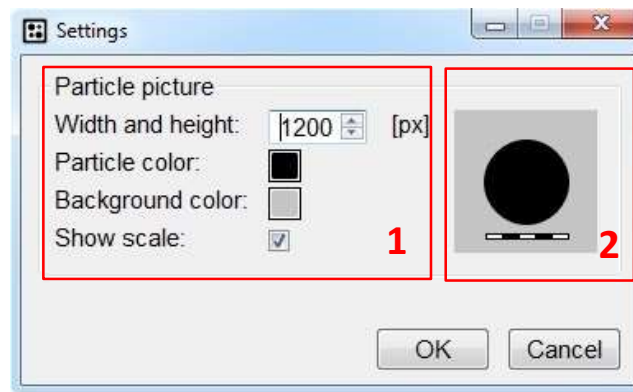 Settings
Particle picture
Width and height: 1200 [px]
Particle color:
Background color:
Show scale:
1
2
OK Cancel